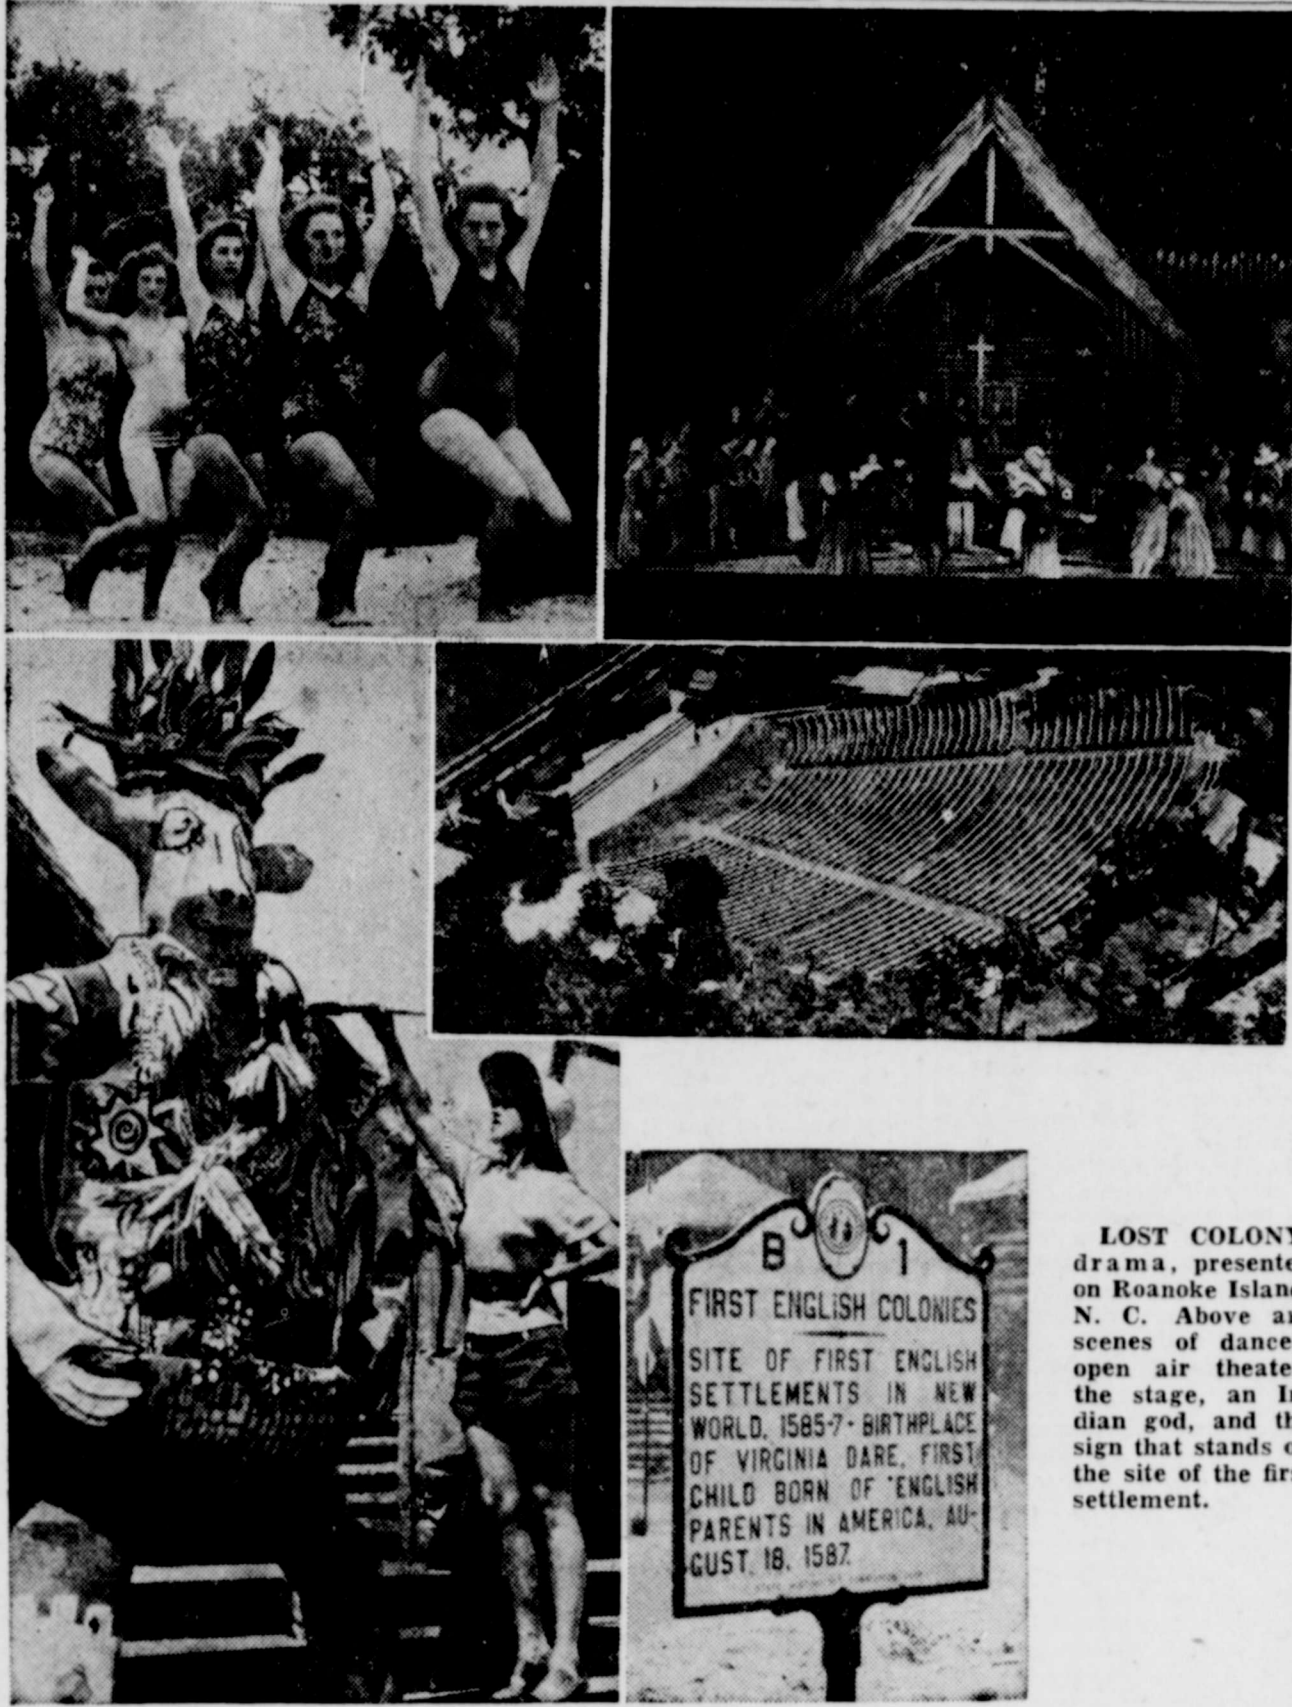 B 1
FIRST ENGLISH COLONIES
SITE OF FIRST ENGLISH
SETTLEMENTS IN NEW
WORLD, 1585-7 - BIRTHPLACE
OF VIRGINIA DARE, FIRST
CHILD BORN OF ENGLISH
PARENTS IN AMERICA, AU-
GUST, 18, 1587.
LOST COLONY
drama, presente
on Roanoke Islan
N. C. Above ar
scenes of dance
open air theate
the stage, an In
dian god, and th
sign that stands o
the site of the firs
settlement.